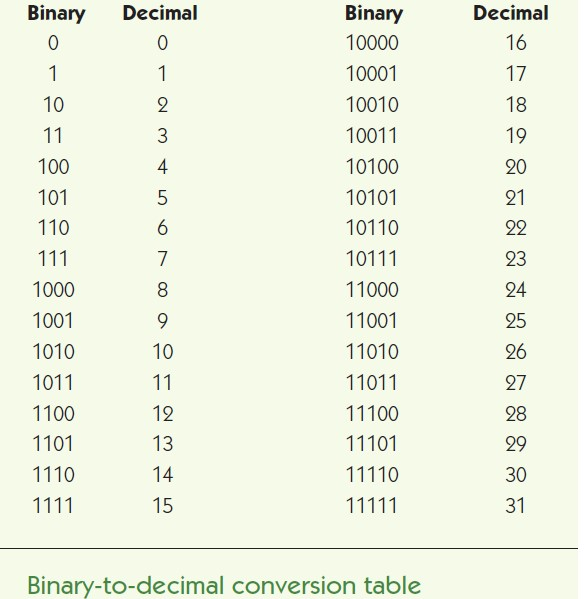 Binary Decimal Binary Decimal
0 0 10000 16
1 1 10001 17
10 2 10010 18
11 3 10011 19
100 4 10100 20
101 5 10101 21
110 6 10110 22
111 7 10111 23
1000 8 11000 24
1001 9 11001 25
1010 10 11010 26
1011 11 11011 27
1100 12 11100 28
1101 13 11101 29
1110 14 11110 30
1111 15 11111 31
Binary-to-decimal conversion table